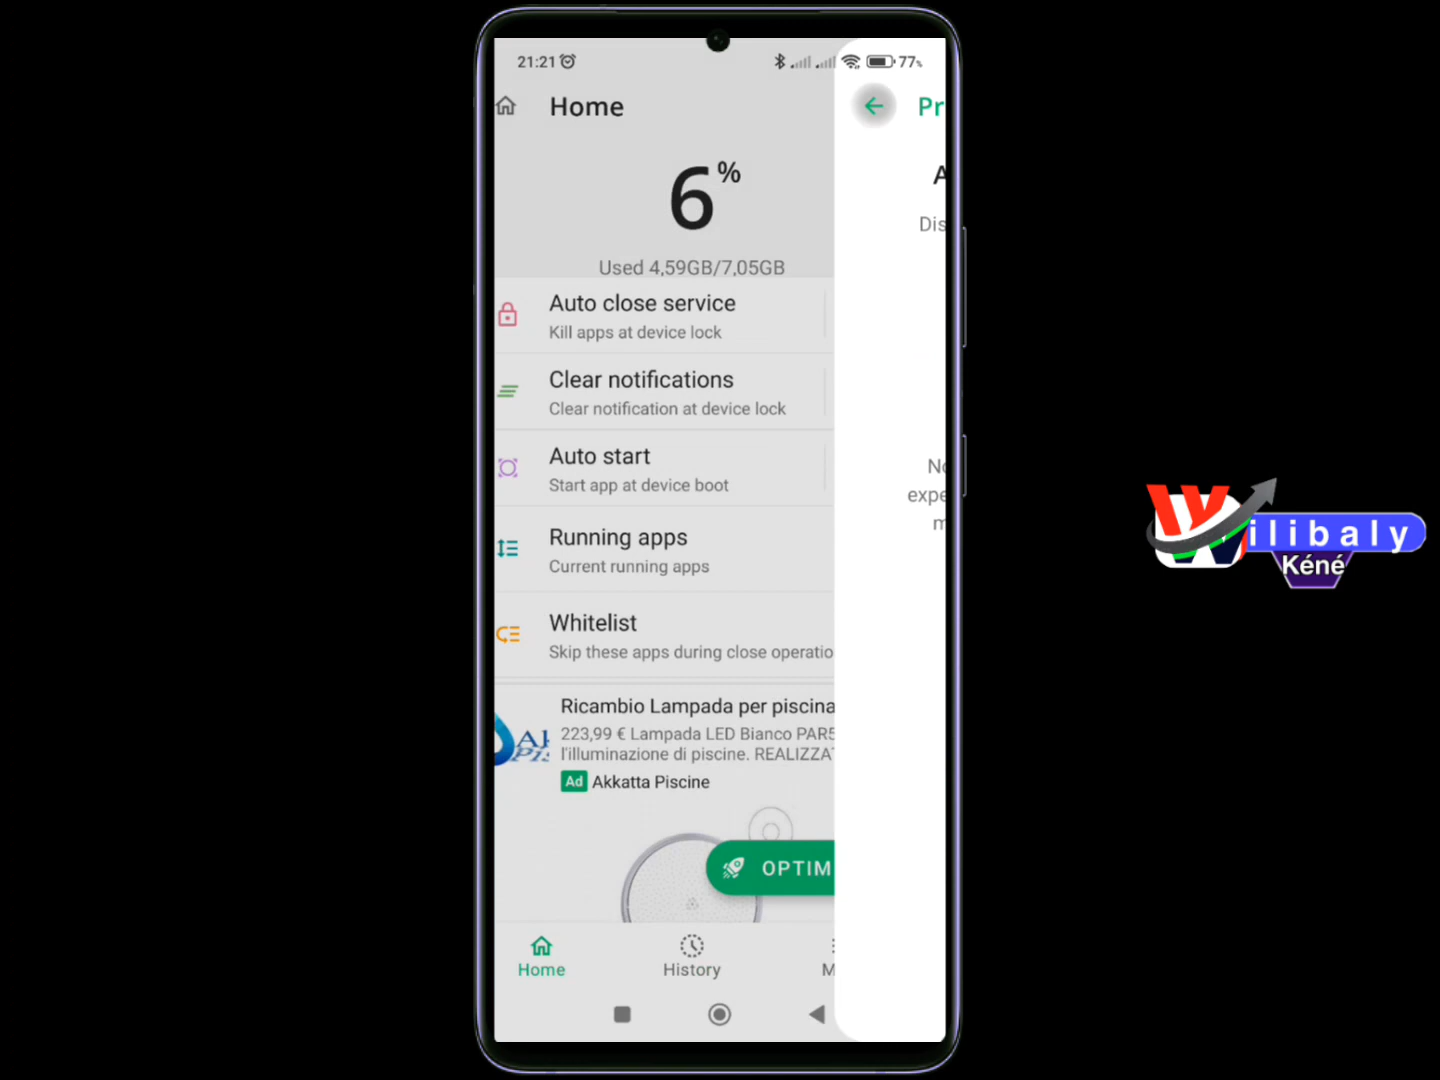 21:21
77%
Home
6%
Used 4,59GB/7,05GB
Auto close service
Kill apps at device lock
Clear notifications
Clear notification at device lock
Auto start
Start app at device boot
Running apps
Current running apps
Whitelist
Skip these apps during close operatio
Ricambio Lampada per piscina
223,99 € Lampada LED Bianco PAR5
l'illuminazione di piscine. REALIZZA
Ad Akkatta Piscine
OPTIM
Home
History
M
Pr
A
Dis
No
expe
m
Wilibaly
Kéné